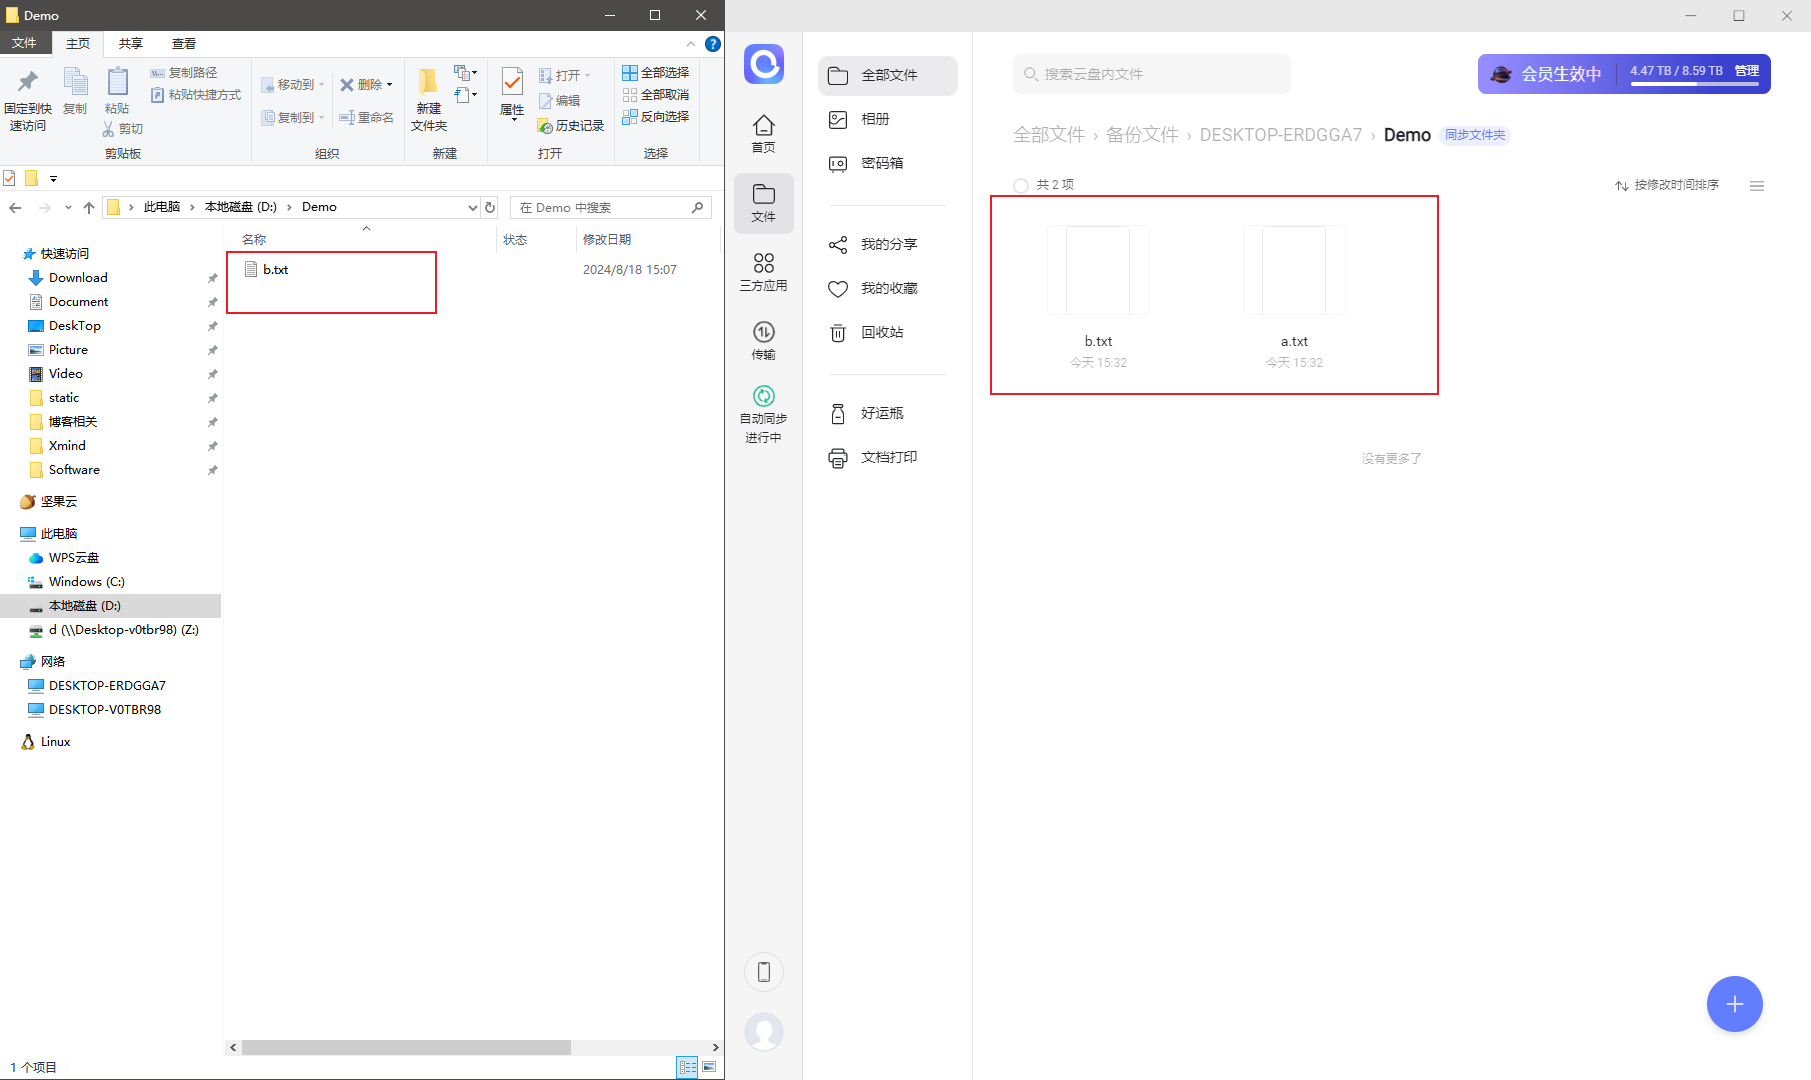 Demo
文件 主页 共享 查看
固定到快速访问
复制
粘贴
复制路径
粘贴快捷方式
剪切
剪贴板
移动到
复制到
删除
重命名
组织
新建文件夹
新建
属性
打开
编辑
历史记录
打开
全部选择
全部取消
反向选择
选择
此电脑 › 本地磁盘 (D:) › Demo
在 Demo 中搜索
名称 状态 修改日期
b.txt 2024/8/18 15:07
快速访问
Download
Document
DeskTop
Picture
Video
static
博客相关
Xmind
Software
坚果云
此电脑
WPS云盘
Windows (C:)
本地磁盘 (D:)
d (\\Desktop-v0tbr98) (Z:)
网络
DESKTOP-ERDGGA7
DESKTOP-V0TBR98
Linux
1 个项目
首页
文件
三方应用
传输
自动同步
进行中
全部文件
相册
密码箱
我的分享
我的收藏
回收站
好运瓶
文档打印
搜索云盘内文件
会员生效中 4.47 TB / 8.59 TB 管理
全部文件 › 备份文件 › DESKTOP-ERDGGA7 › Demo 同步文件夹
共 2 项 按修改时间排序
b.txt a.txt
今天 15:32 今天 15:32
没有更多了